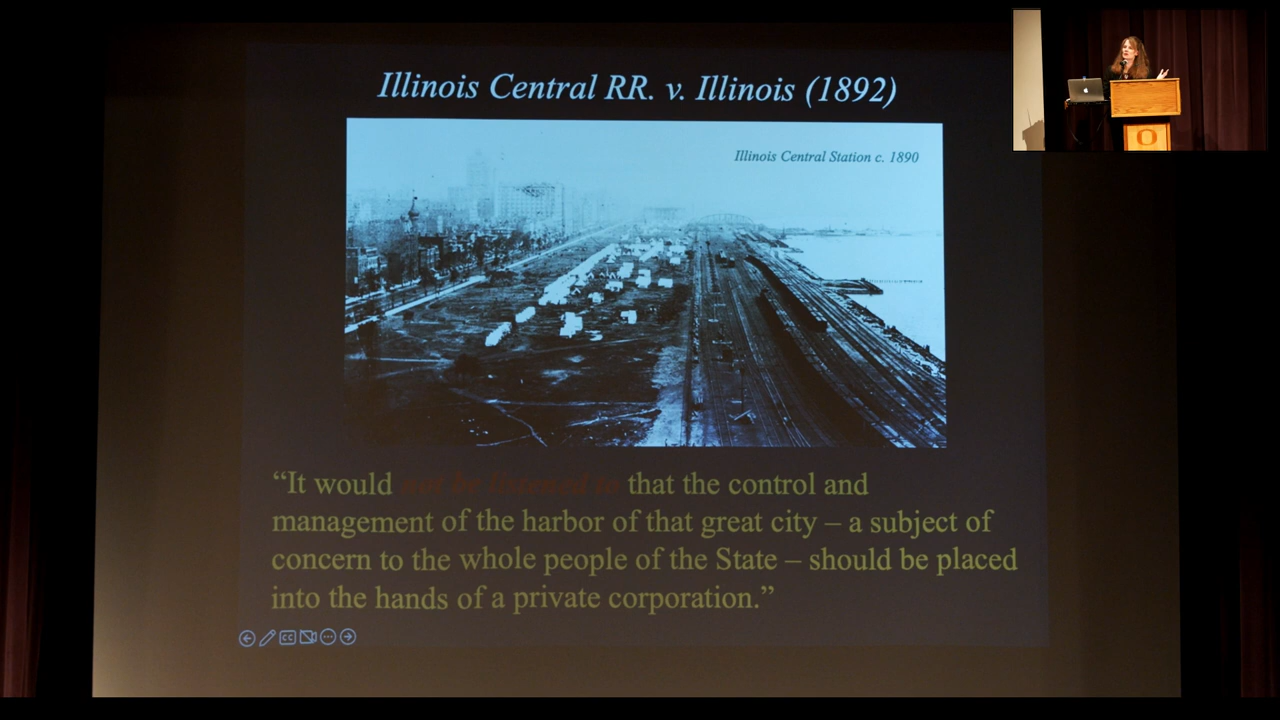 Illinois Central RR. v. Illinois (1892)
Illinois Central Station c. 1890
“It would not be listened to that the control and
management of the harbor of that great city – a subject of
concern to the whole people of the State – should be placed
into the hands of a private corporation.”
CC
O